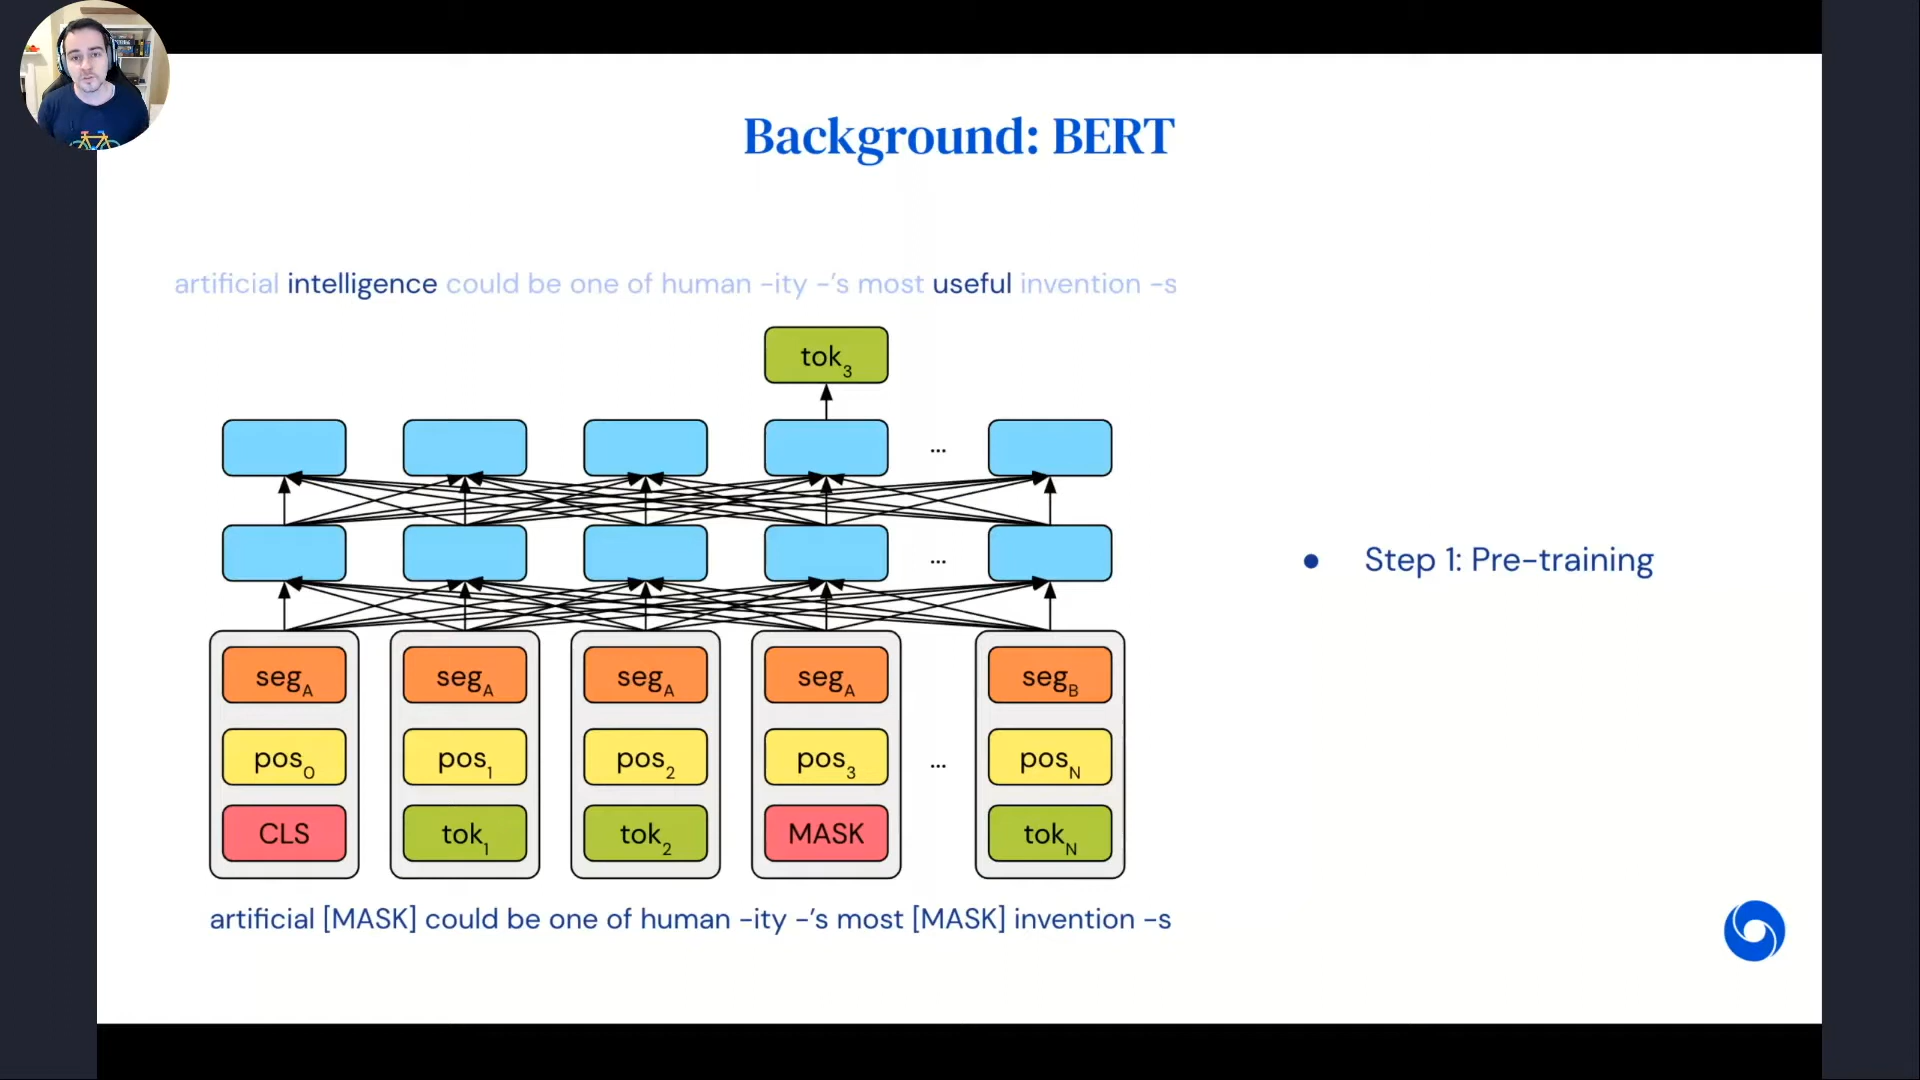 Background: BERT
artificial intelligence could be one of human -ity -’s most useful invention -s
tok3
...
...
Step 1: Pre-training
segA segA segA segA segB
pos0 pos1 pos2 pos3 ... posN
CLS tok1 tok2 MASK tokN
artificial [MASK] could be one of human -ity -’s most [MASK] invention -s